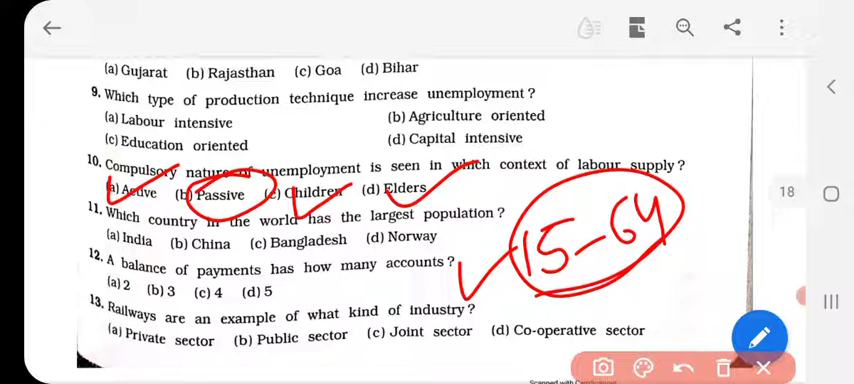 (a) Gujarat (b) Rajasthan (c) Goa (d) Bihar
9. Which type of production technique increase unemployment?
(a) Labour intensive (b) Agriculture oriented
(c) Education oriented (d) Capital intensive
10. Compulsory nature of unemployment is seen in which context of labour supply?
(a) Active (b) Passive (c) Children (d) Elders
11. Which country in the world has the largest population?
(a) India (b) China (c) Bangladesh (d) Norway
15-64
12. A balance of payments has how many accounts?
(a) 2 (b) 3 (c) 4 (d) 5
13. Railways are an example of what kind of industry?
(a) Private sector (b) Public sector (c) Joint sector (d) Co-operative sector
18
Scanned with